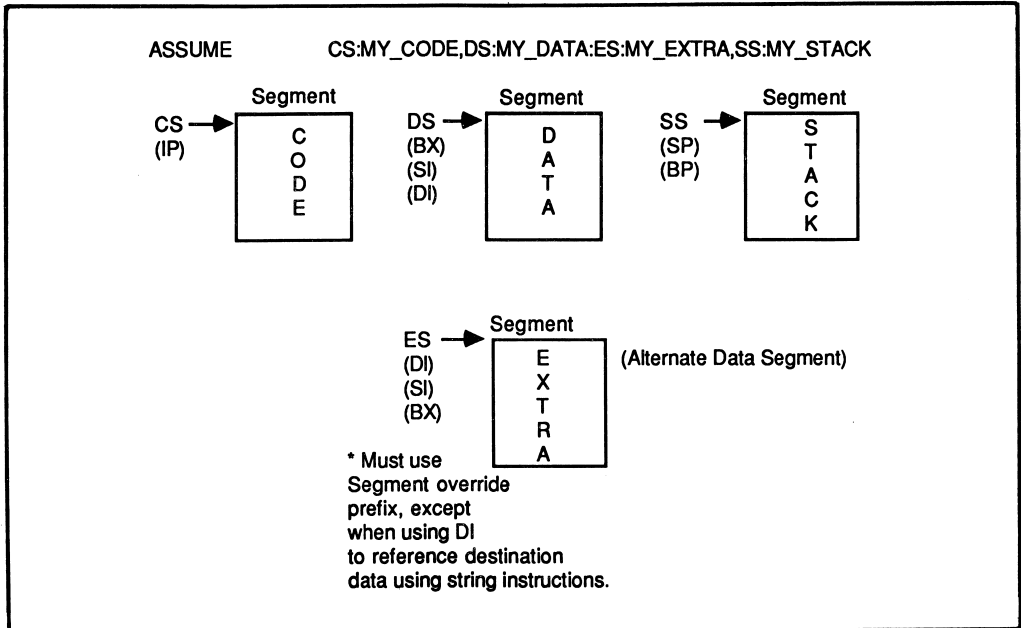 ASSUME CS:MY_CODE,DS:MY_DATA:ES:MY_EXTRA,SS:MY_STACK
Segment
CS
(IP)
C
O
D
E
Segment
DS
(BX)
(SI)
(DI)
D
A
T
A
Segment
SS
(SP)
(BP)
S
T
A
C
K
Segment
ES
(DI)
(SI)
(BX)
E
X
T
R
A
(Alternate Data Segment)
* Must use
Segment override
prefix, except
when using DI
to reference destination
data using string instructions.